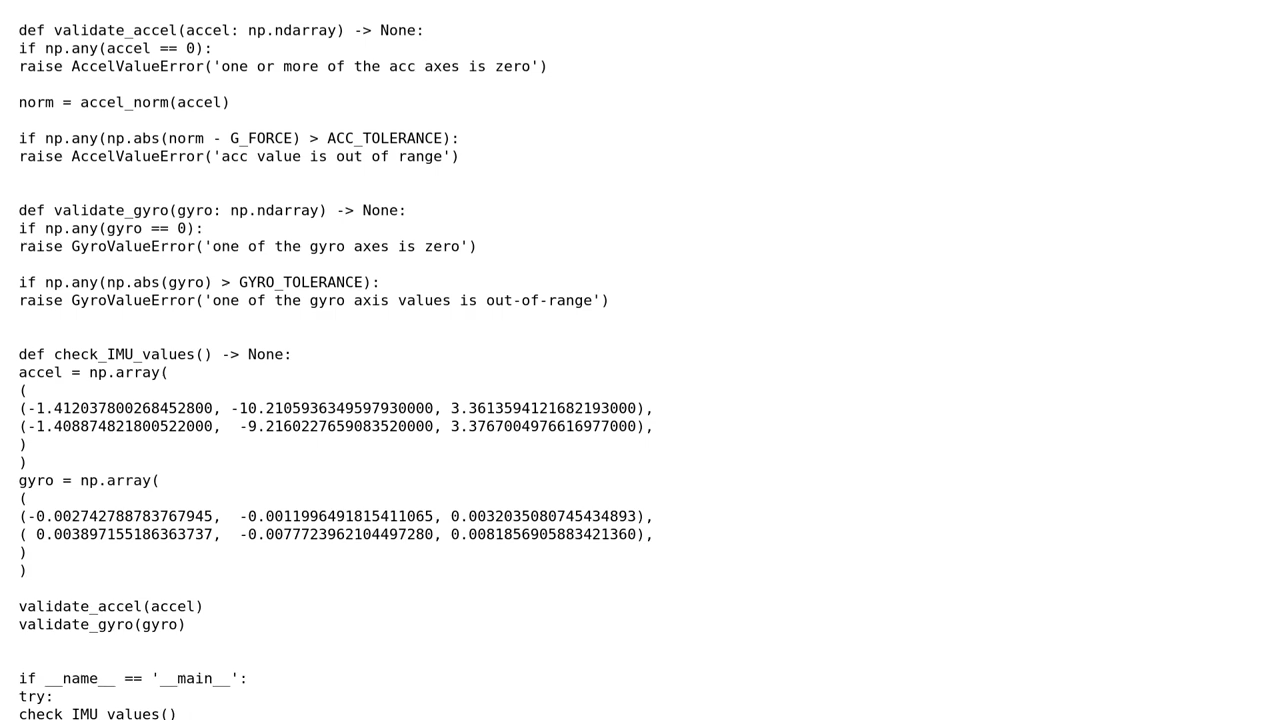 def validate_accel(accel: np.ndarray) -> None:
if np.any(accel == 0):
raise AccelValueError('one or more of the acc axes is zero')
norm = accel_norm(accel)
if np.any(np.abs(norm - G_FORCE) > ACC_TOLERANCE):
raise AccelValueError('acc value is out of range')
def validate_gyro(gyro: np.ndarray) -> None:
if np.any(gyro == 0):
raise GyroValueError('one of the gyro axes is zero')
if np.any(np.abs(gyro) > GYRO_TOLERANCE):
raise GyroValueError('one of the gyro axis values is out-of-range')
def check_IMU_values() -> None:
accel = np.array(
(
(-1.412037800268452800, -10.2105936349597930000, 3.3613594121682193000),
(-1.408874821800522000,  -9.2160227659083520000, 3.3767004976616977000),
)
)
gyro = np.array(
(
(-0.002742788783767945,  -0.0011996491815411065, 0.0032035080745434893),
( 0.003897155186363737,  -0.0077723962104497280, 0.0081856905883421360),
)
)
validate_accel(accel)
validate_gyro(gyro)
if __name__ == '__main__':
try:
check_IMU_values()